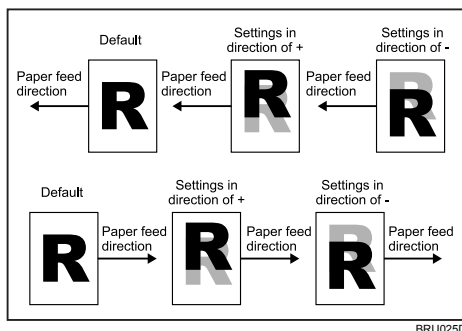 Default
Settings in
direction of +
Settings in
direction of -
Paper feed
direction
Paper feed
direction
Paper feed
direction
R
R
R
Default
Settings in
direction of +
Settings in
direction of -
Paper feed
direction
Paper feed
direction
Paper feed
direction
R
R
R